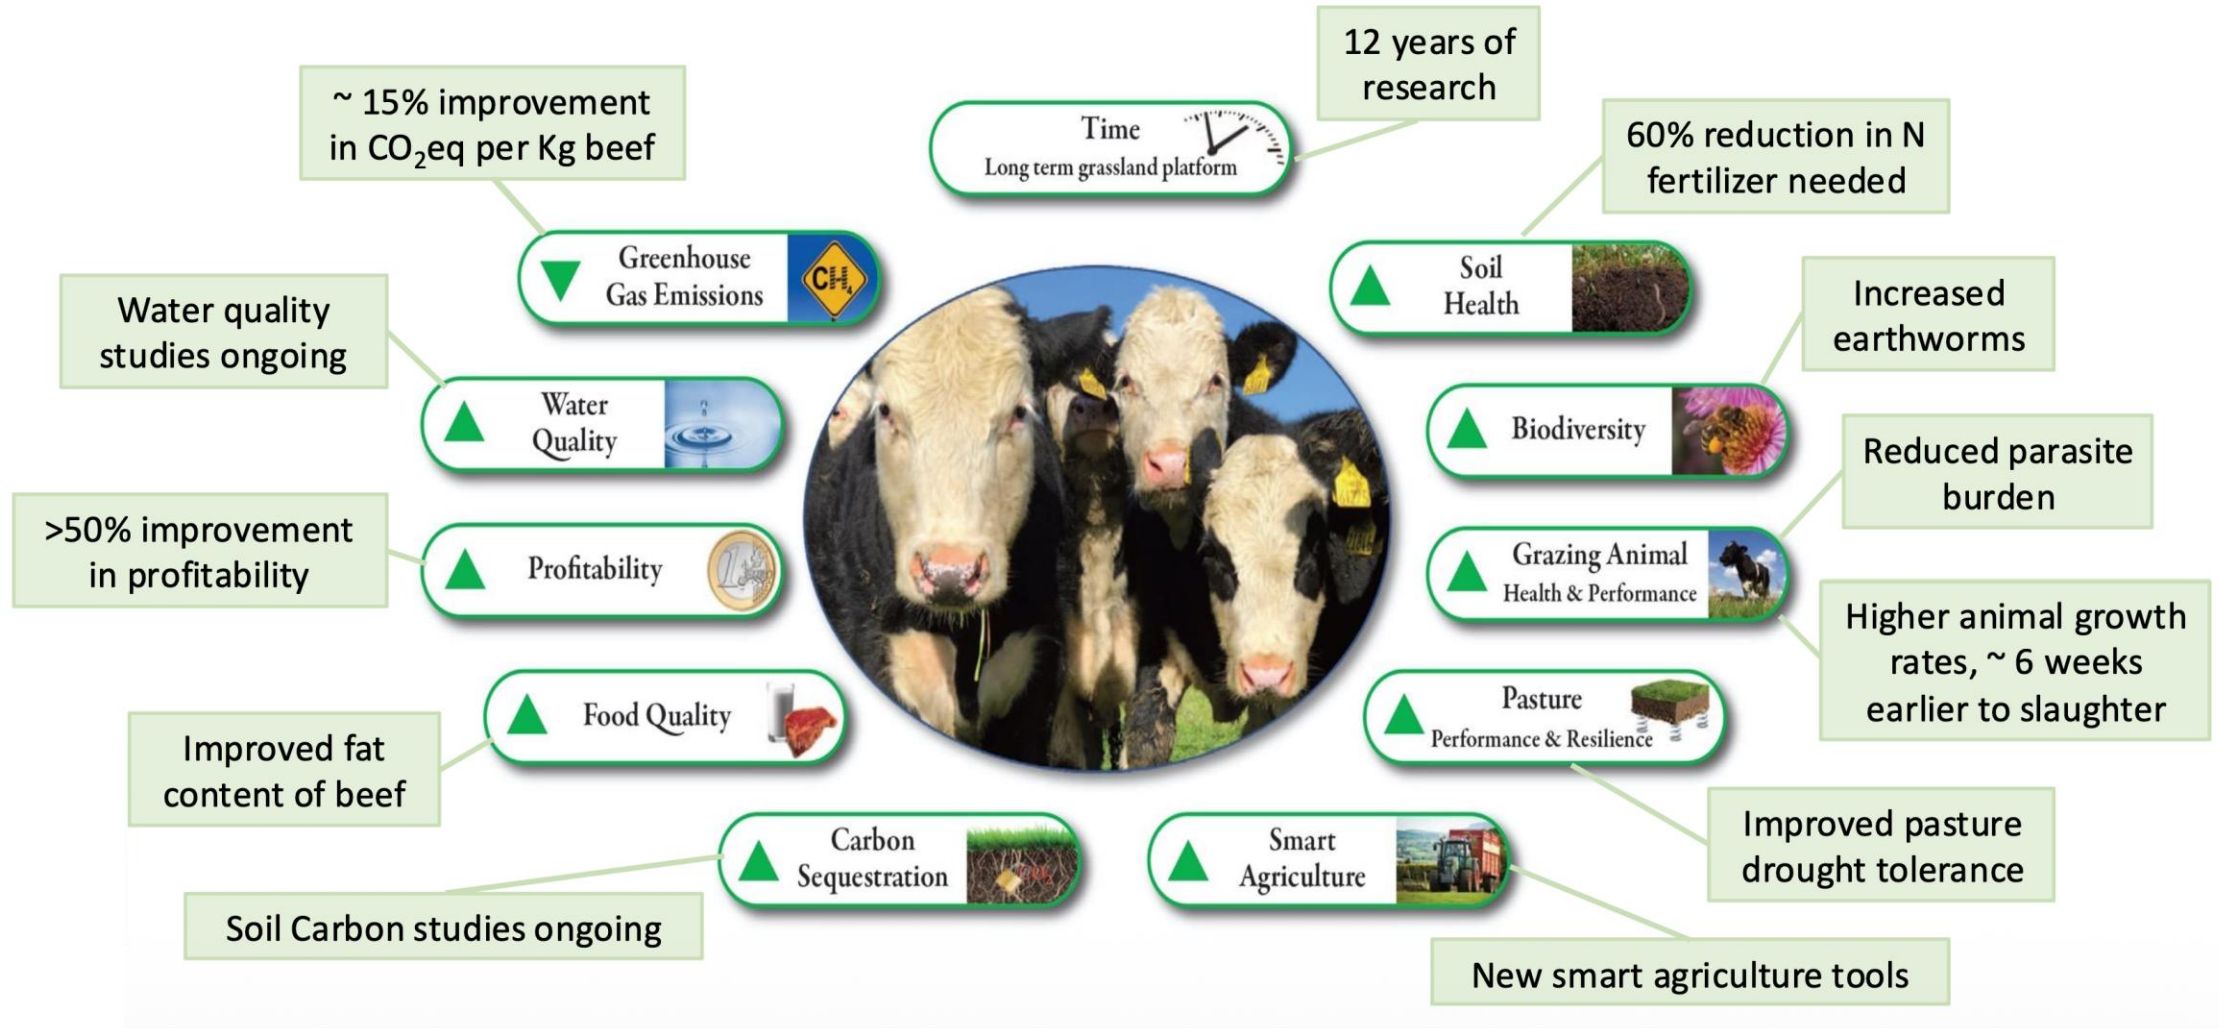 12 years of
research
Time
Long term grassland platform
~ 15% improvement
in CO₂eq per Kg beef
60% reduction in N
fertilizer needed
Greenhouse
Gas Emissions
CH₄
Soil
Health
Water quality
studies ongoing
Increased
earthworms
Water
Quality
Biodiversity
Reduced parasite
burden
>50% improvement
in profitability
Profitability
1
Grazing Animal
Health & Performance
Higher animal growth
rates, ~ 6 weeks
earlier to slaughter
Food Quality
Pasture
Performance & Resilience
Improved fat
content of beef
Improved pasture
drought tolerance
Carbon
Sequestration
Smart
Agriculture
Soil Carbon studies ongoing
New smart agriculture tools